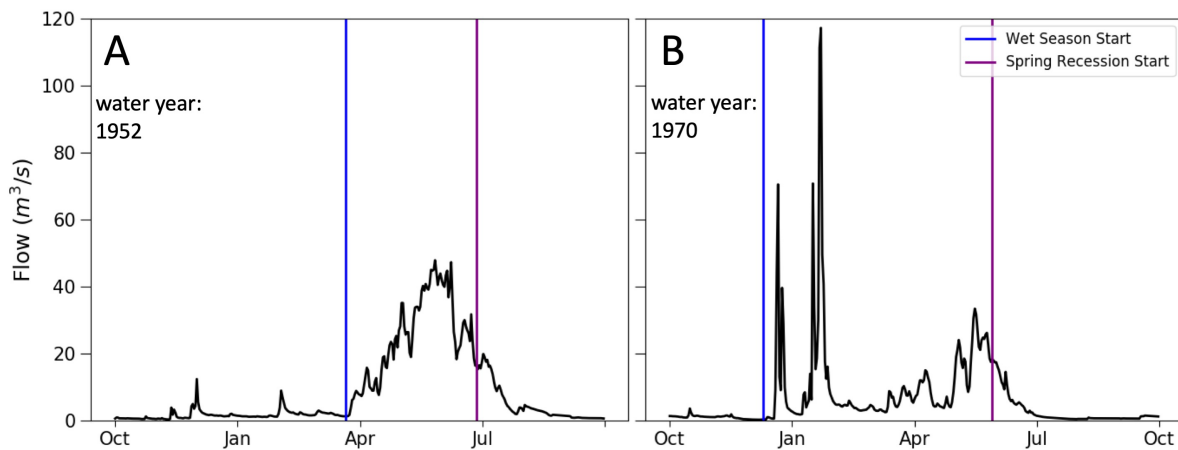 120
100
80
60
40
20
0
Flow (m³/s)
A
water year:
1952
Oct
Jan
Apr
Jul
B
water year:
1970
Wet Season Start
Spring Recession Start
Oct
Jan
Apr
Jul
Oct